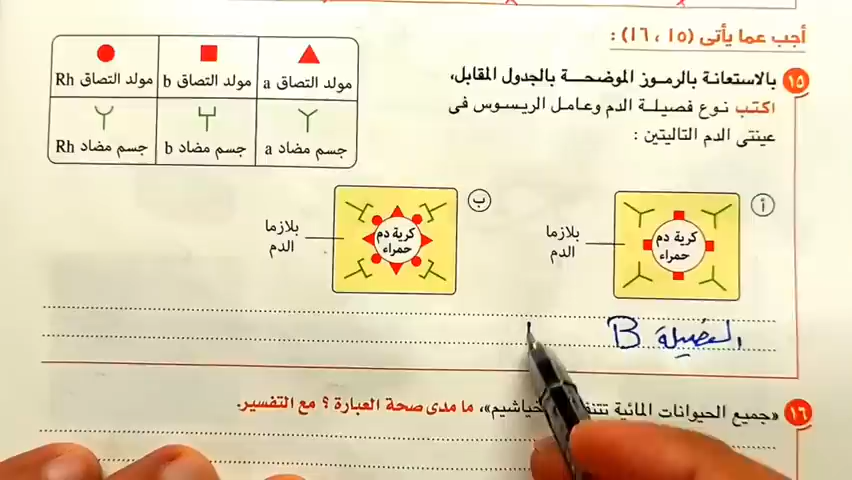 أجب عما يأتى (١٥ ، ١٦) :
١٥ بالاستعانة بالرموز الموضحة بالجدول المقابل،
اكتب نوع فصيلة الدم وعامل الريسوس فى
عينتى الدم التاليتين :
مولد التصاق a
مولد التصاق b
مولد التصاق Rh
جسم مضاد a
جسم مضاد b
جسم مضاد Rh
أ
كرية دم
حمراء
بلازما
الدم
ب
كرية دم
حمراء
بلازما
الدم
الفصيلة B
١٦ «جميع الحيوانات المائية الخياشيم»، ما مدى صحة العبارة ؟ مع التفسير.